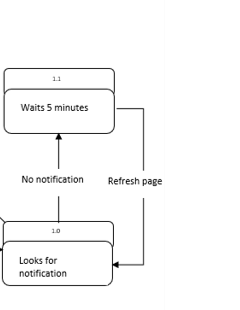 1.1
Waits 5 minutes
No notification
Refresh page
1.0
Looks for
notification